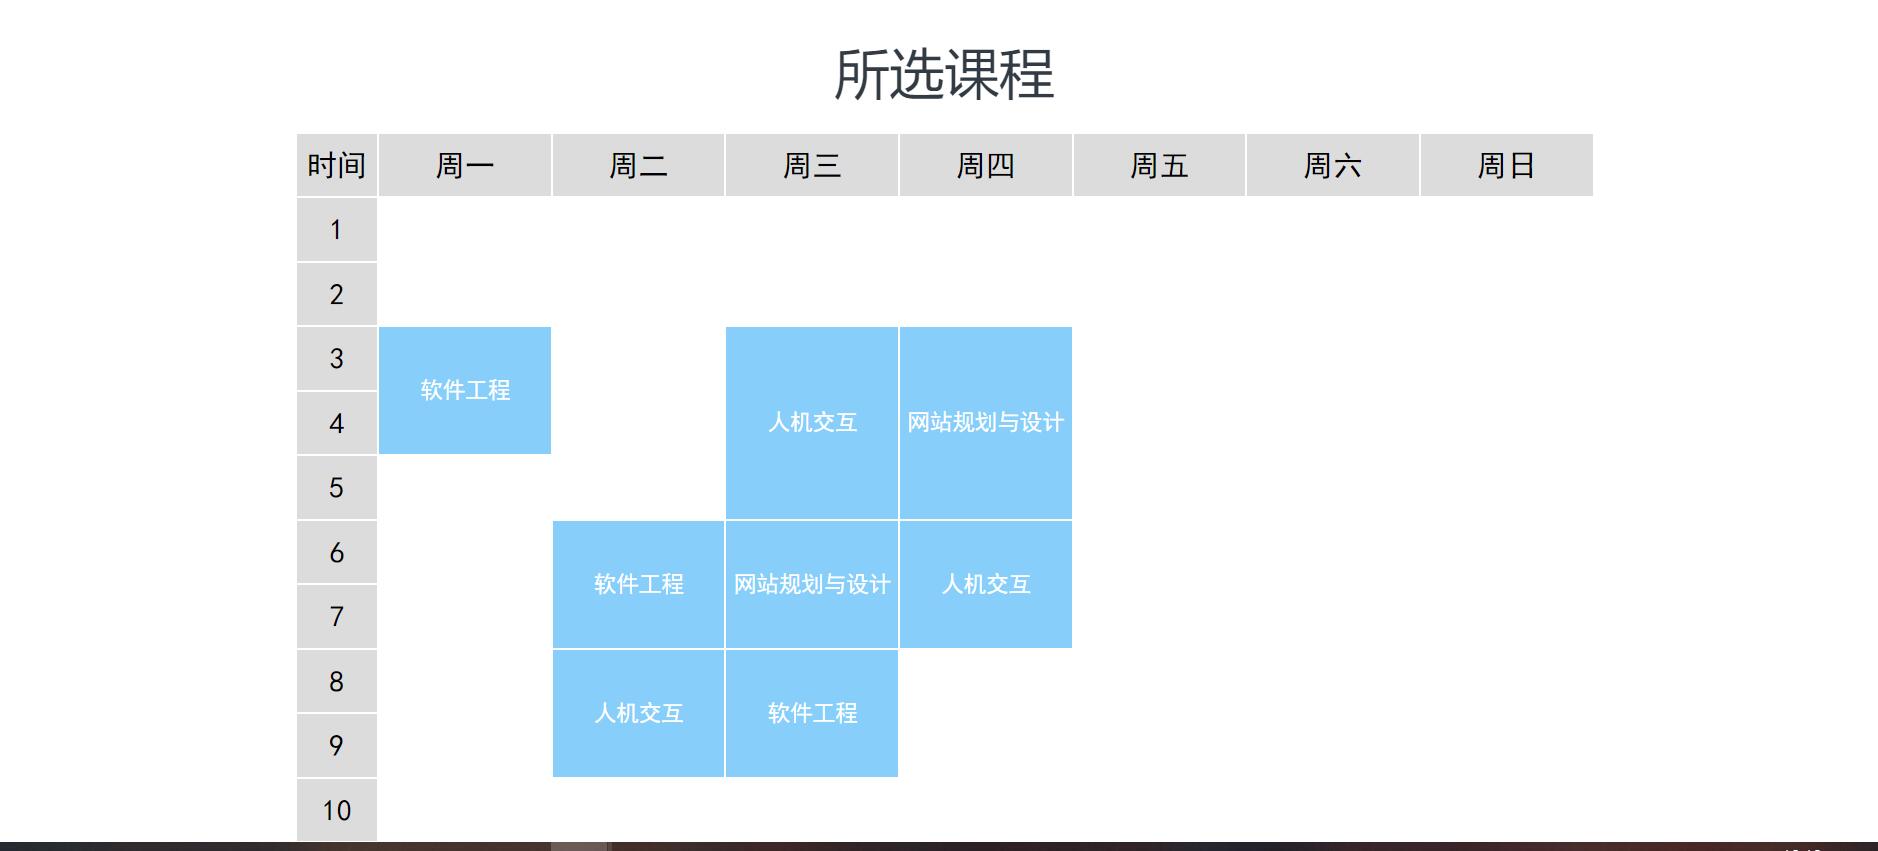 所选课程
时间 周一 周二 周三 周四 周五 周六 周日
1
2
3
软件工程
4
人机交互 网站规划与设计
5
6
软件工程 网站规划与设计 人机交互
7
8
人机交互 软件工程
9
10